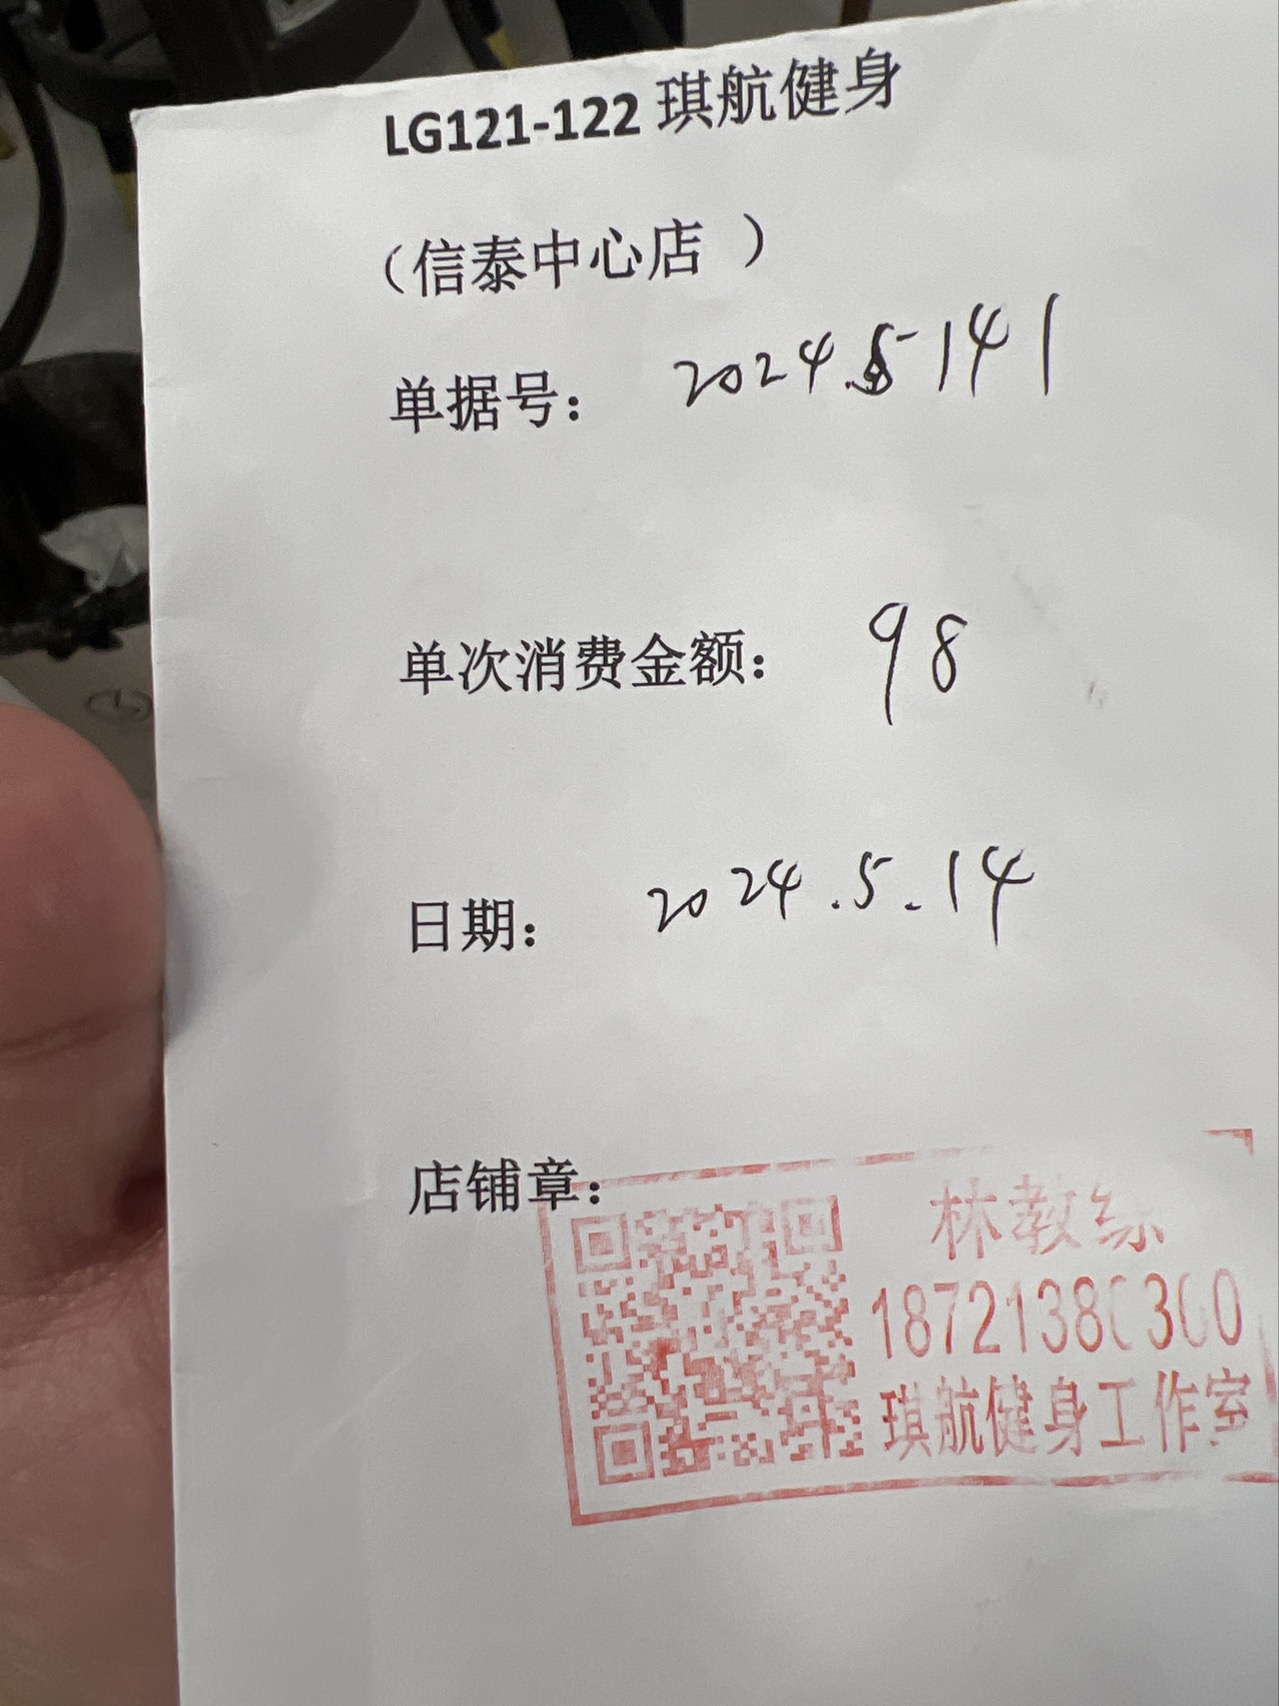 LG121-122 琪航健身
（信泰中心店 ）
单据号： 2024.5 141
单次消费金额： 98
日期： 2024.5.14
店铺章：
林教练
琪航健身工作室